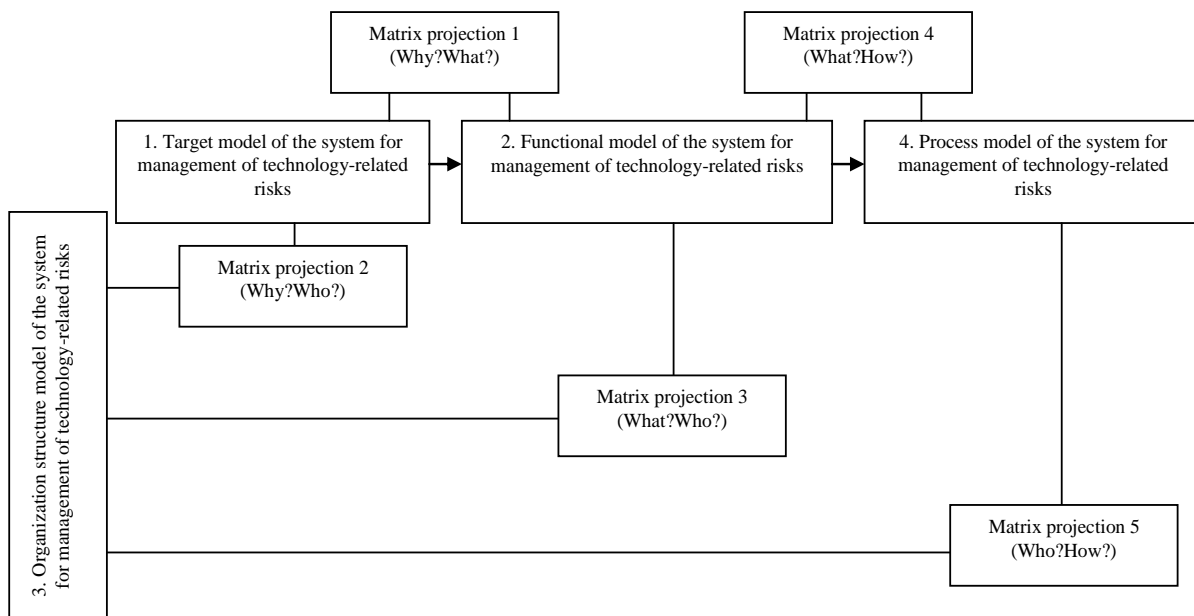 Matrix projection 1
(Why?What?)
Matrix projection 4
(What?How?)
1. Target model of the system for
management of technology-related
risks
2. Functional model of the system for
management of technology-related risks
4. Process model of the system for
management of technology-related
risks
3. Organization structure model of the system
for management of technology-related risks
Matrix projection 2
(Why?Who?)
Matrix projection 3
(What?Who?)
Matrix projection 5
(Who?How?)